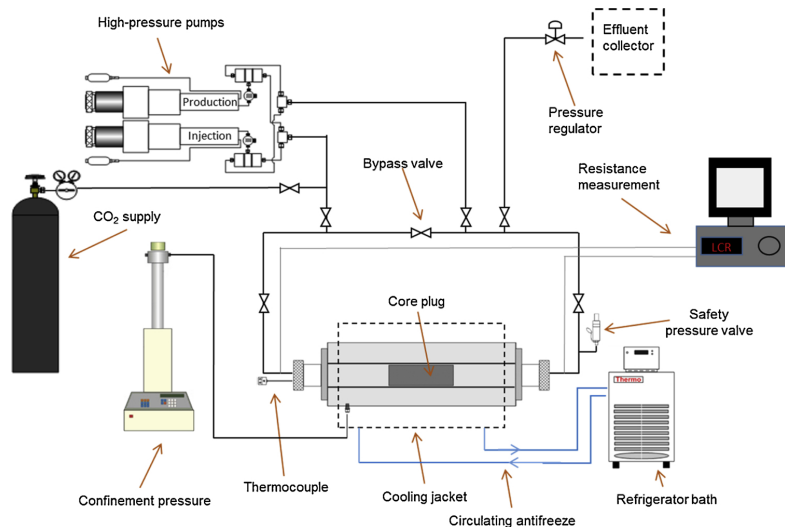 High-pressure pumps
Effluent
collector
Production
Injection
Pressure
regulator
Bypass valve
Resistance
measurement
CO₂ supply
LCR
Core plug
Safety
pressure valve
Thermo
Thermocouple
Confinement pressure
Cooling jacket
Circulating antifreeze
Refrigerator bath